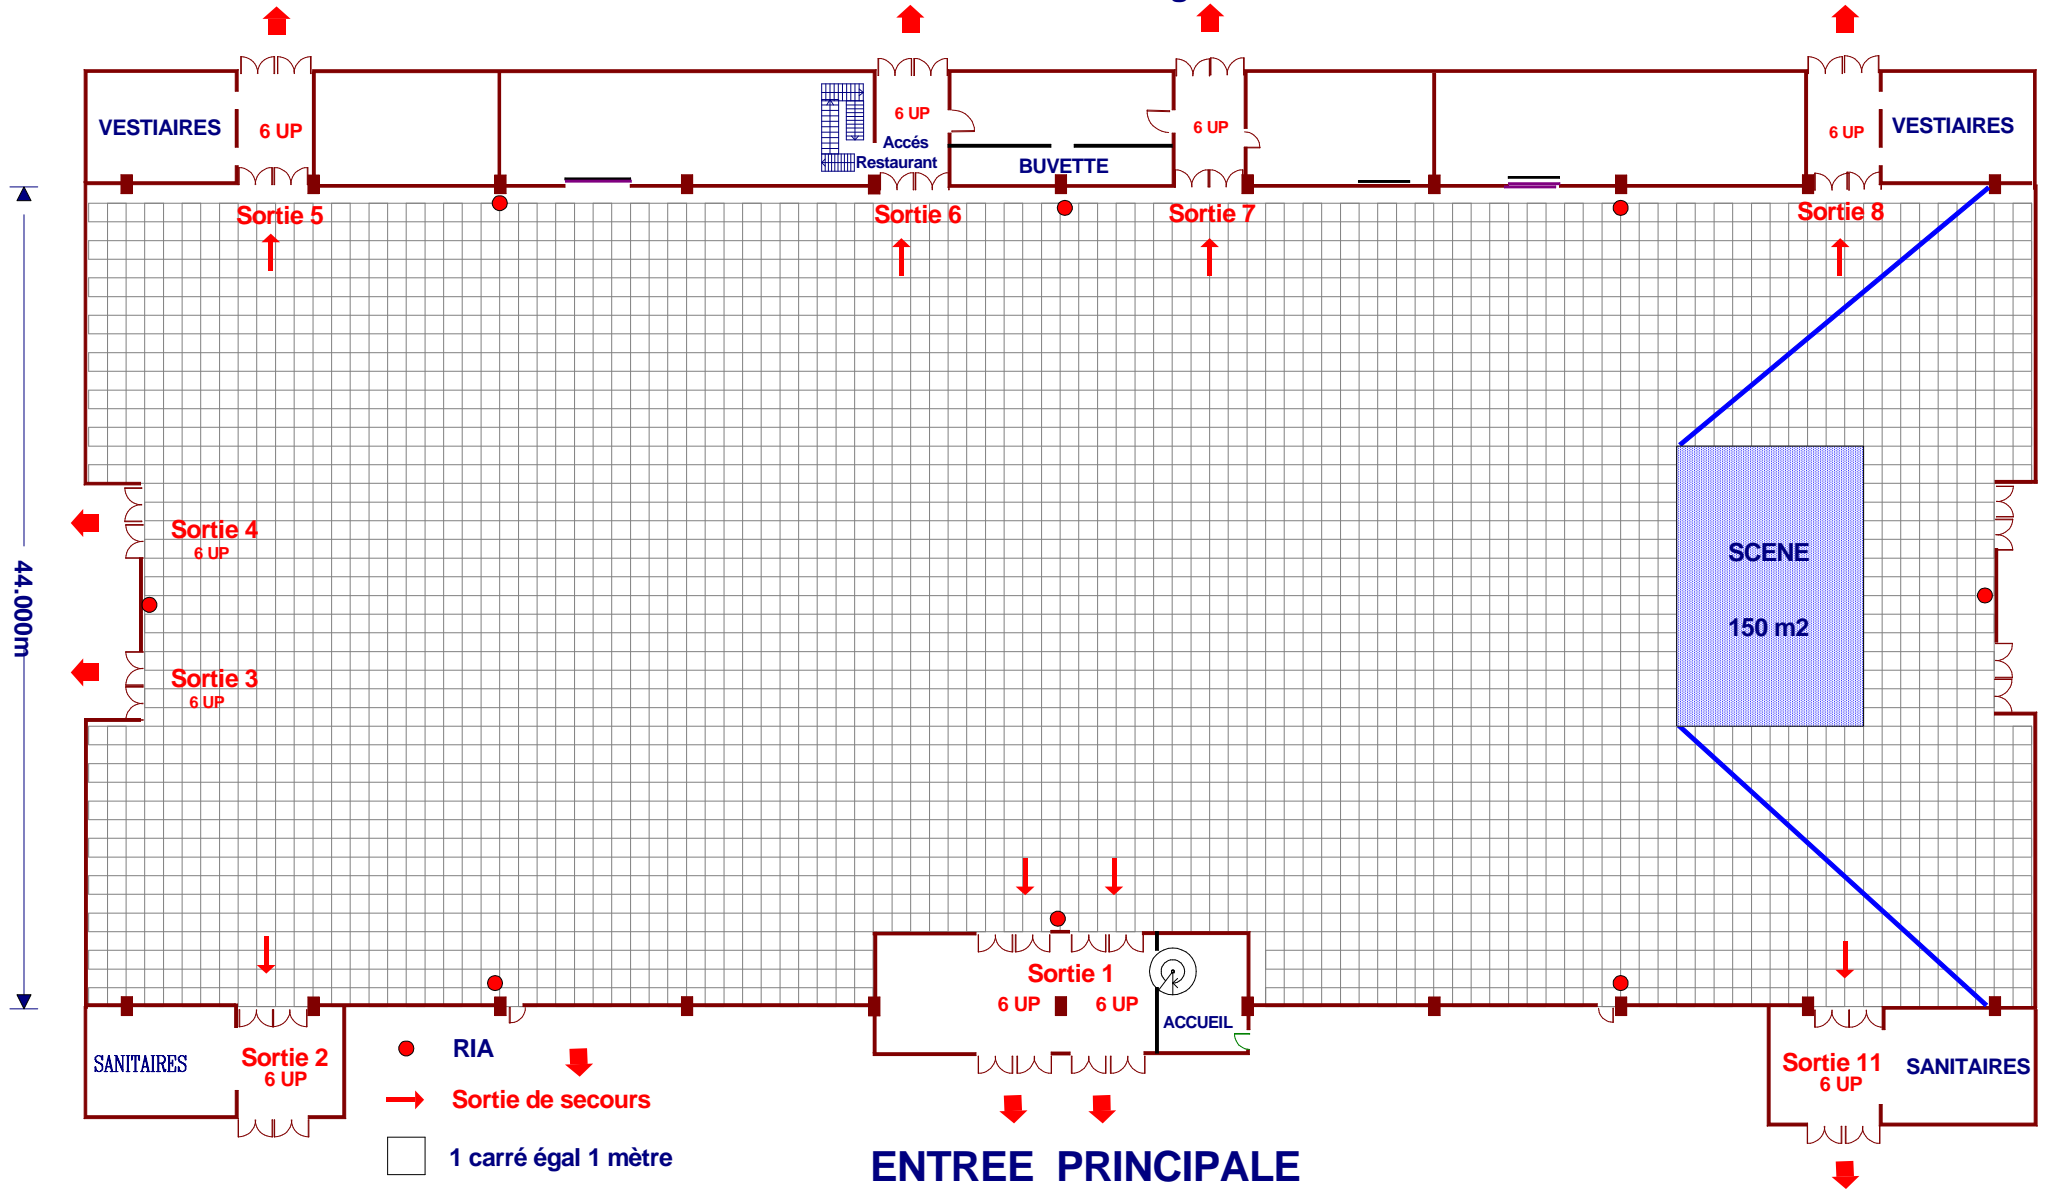 VESTIAIRES
6 UP
6 UP
Accés
Restaurant
BUVETTE
6 UP
6 UP
VESTIAIRES
Sortie 5
Sortie 6
Sortie 7
Sortie 8
44.000m
Sortie 4
6 UP
SCENE
150 m2
Sortie 3
6 UP
Sortie 1
6 UP
6 UP
ACCUEIL
SANITAIRES
Sortie 2
6 UP
RIA
Sortie de secours
1 carré égal 1 mètre
Sortie 11
6 UP
SANITAIRES
ENTREE PRINCIPALE